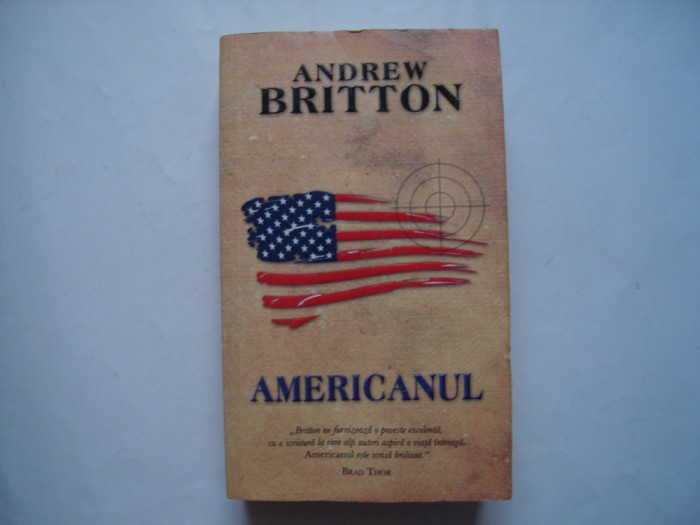 ANDREW
BRITTON
AMERICANUL
„Britton ne furnizează o poveste excelentă,
cu o scriitură la care alți autori aspiră o viață întreagă.
Americanul este scrisă briliant.”
BRAD THOR